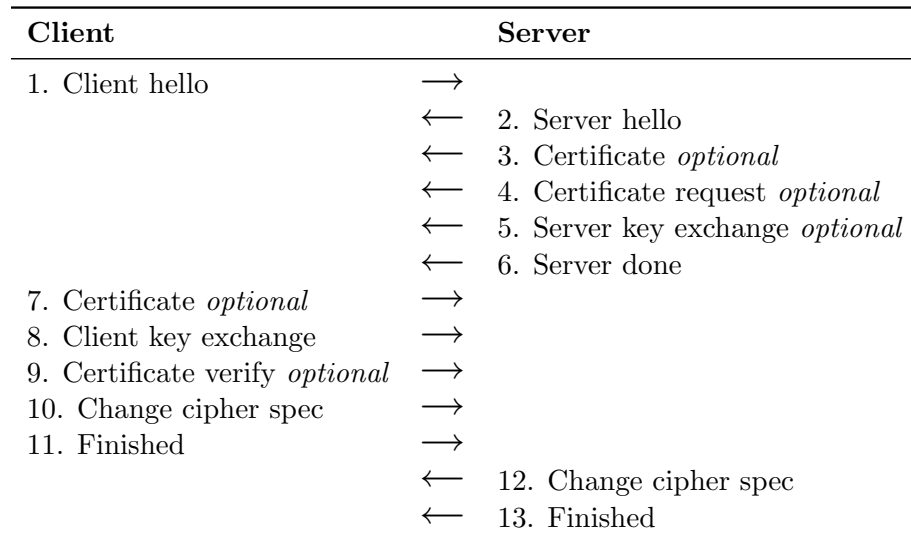 Client Server
1. Client hello →
← 2. Server hello
← 3. Certificate optional
← 4. Certificate request optional
← 5. Server key exchange optional
← 6. Server done
7. Certificate optional →
8. Client key exchange →
9. Certificate verify optional →
10. Change cipher spec →
11. Finished →
← 12. Change cipher spec
← 13. Finished